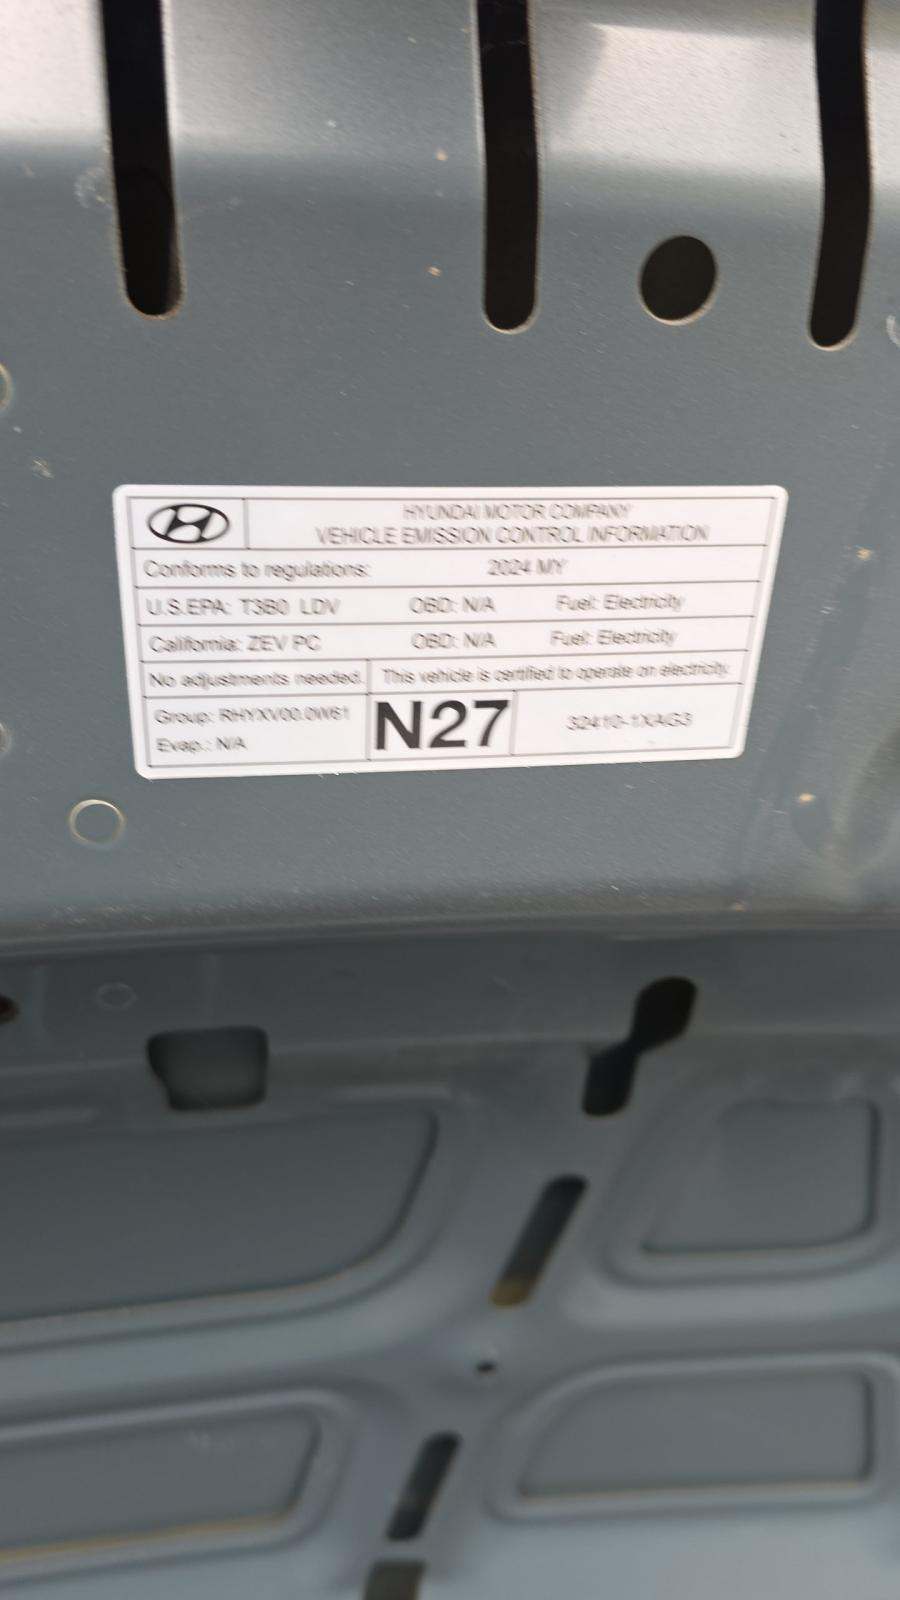 HYUNDAI MOTOR COMPANY
VEHICLE EMISSION CONTROL INFORMATION
Conforms to regulations: 2024 MY
U.S.EPA: T3B0 LDV OBD: N/A Fuel: Electricity
California: ZEV PC OBD: N/A Fuel: Electricity
No adjustments needed. This vehicle is certified to operate on electricity.
Group: RHYXV00.0W61
Evap.: N/A
N27
32410-1XAG3